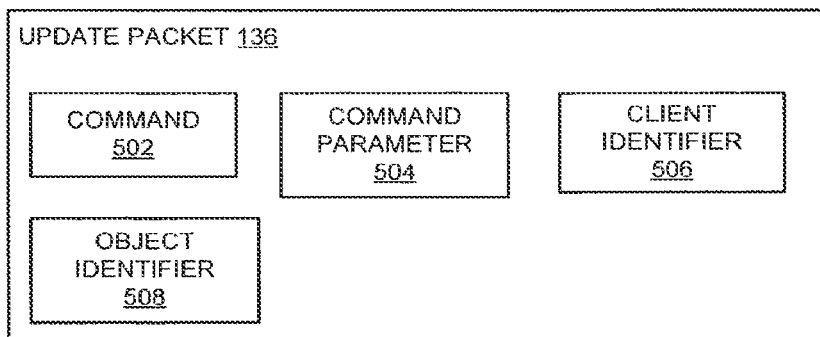 UPDATE PACKET 136
COMMAND
502
COMMAND
PARAMETER
504
CLIENT
IDENTIFIER
506
OBJECT
IDENTIFIER
508